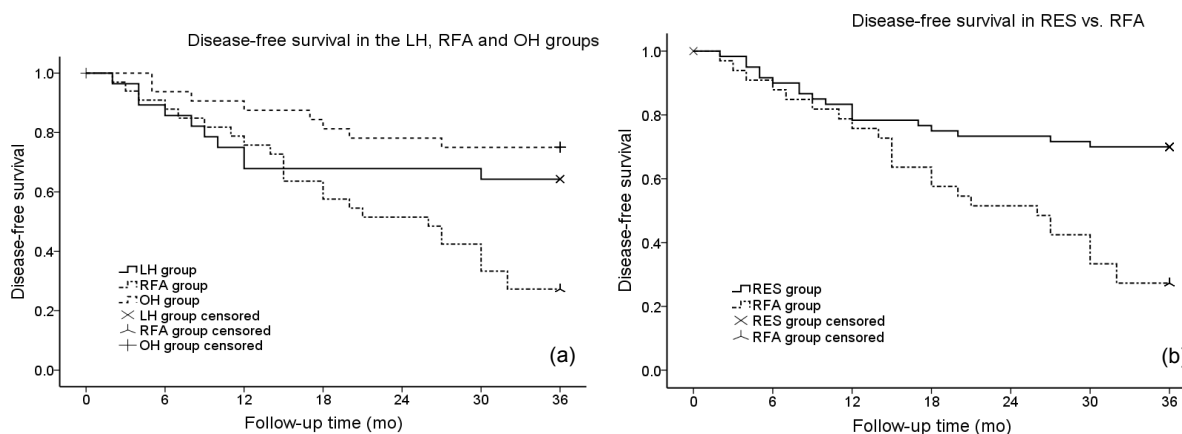 Disease-free survival in the LH, RFA and OH groups
1.0
0.8
0.6
0.4
0.2
0.0
Disease-free survival
LH group
RFA group
OH group
LH group censored
RFA group censored
OH group censored
(a)
0 6 12 18 24 30 36
Follow-up time (mo)
Disease-free survival in RES vs. RFA
1.0
0.8
0.6
0.4
0.2
0.0
Disease-free survival
RES group
RFA group
RES group censored
RFA group censored
(b)
0 6 12 18 24 30 36
Follow-up time (mo)